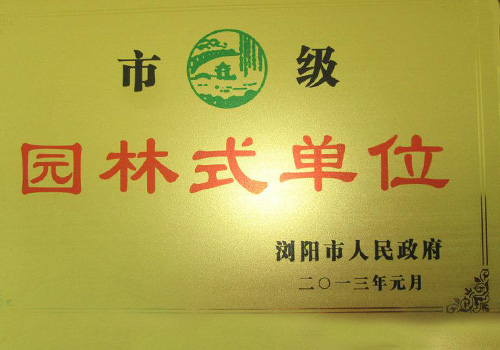 市 级
园林式单位
浏阳市人民政府
二〇一三年元月